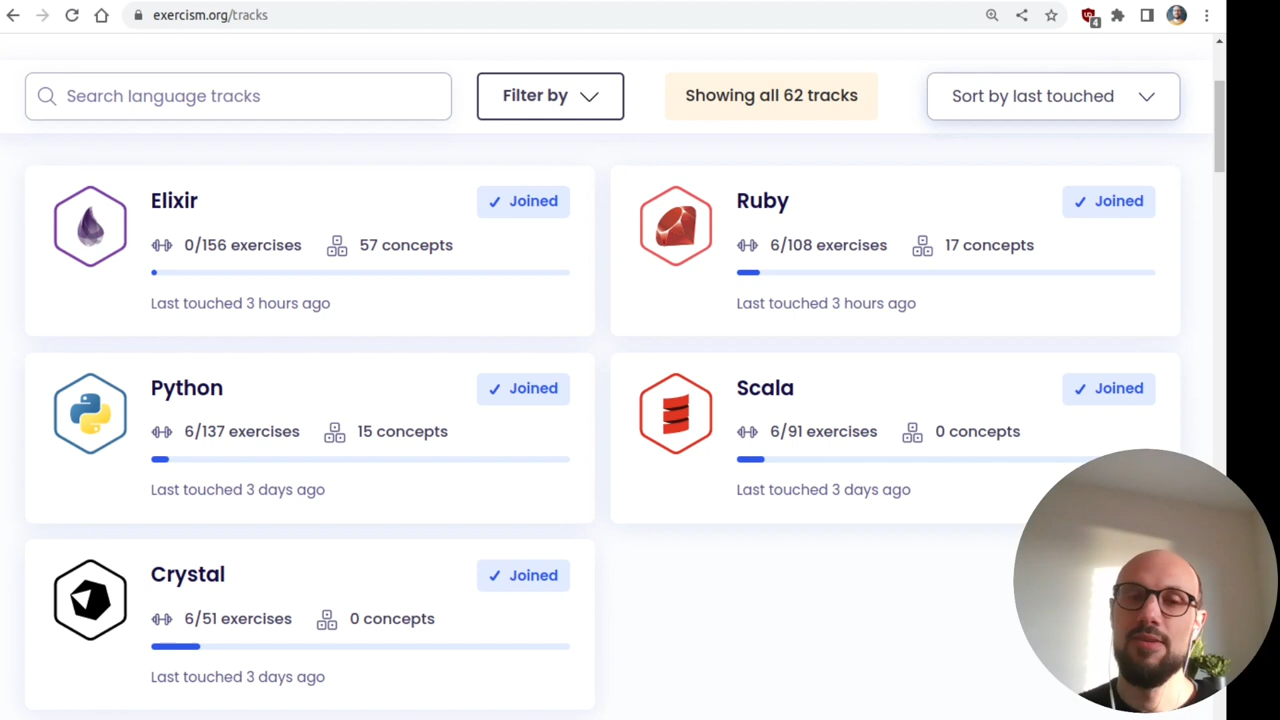 exercism.org/tracks
4
Search language tracks
Filter by
Showing all 62 tracks
Sort by last touched
Elixir
Joined
0/156 exercises
57 concepts
Last touched 3 hours ago
Ruby
Joined
6/108 exercises
17 concepts
Last touched 3 hours ago
Python
Joined
6/137 exercises
15 concepts
Last touched 3 days ago
Scala
Joined
6/91 exercises
0 concepts
Last touched 3 days ago
Crystal
Joined
6/51 exercises
0 concepts
Last touched 3 days ago